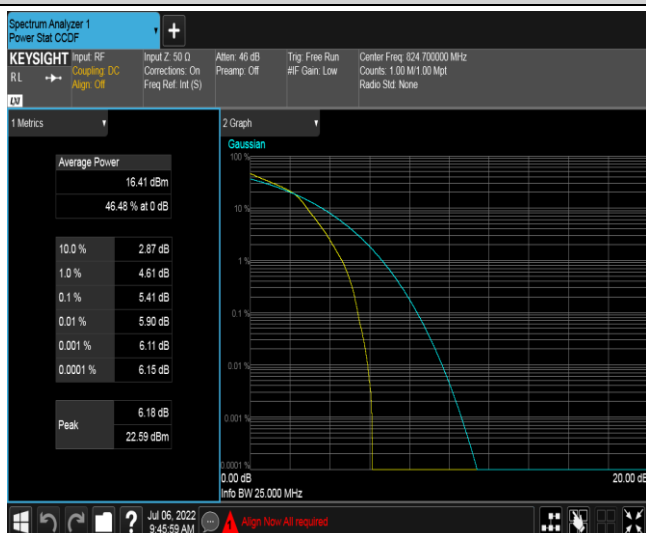 Spectrum Analyzer 1
Power Stat CCDF
+
KEYSIGHT
RL
LXI
Input: RF
Coupling: DC
Align: Off
Input Z: 50 Ω
Corrections: On
Freq Ref: Int (S)
Atten: 46 dB
Preamp: Off
Trig: Free Run
#IF Gain: Low
Center Freq: 824.700000 MHz
Counts: 1.00 M/1.00 Mpt
Radio Std: None
1 Metrics
Average Power
16.41 dBm
46.48 % at 0 dB
10.0 % 2.87 dB
1.0 % 4.61 dB
0.1 % 5.41 dB
0.01 % 5.90 dB
0.001 % 6.11 dB
0.0001 % 6.15 dB
Peak
6.18 dB
22.59 dBm
2 Graph
Gaussian
100 %
10 %
1 %
0.1 %
0.01 %
0.001 %
0.0001 %
0.00 dB 20.00 dB
Info BW 25.000 MHz
?
Jul 06, 2022
9:45:59 AM
1
Align Now All required